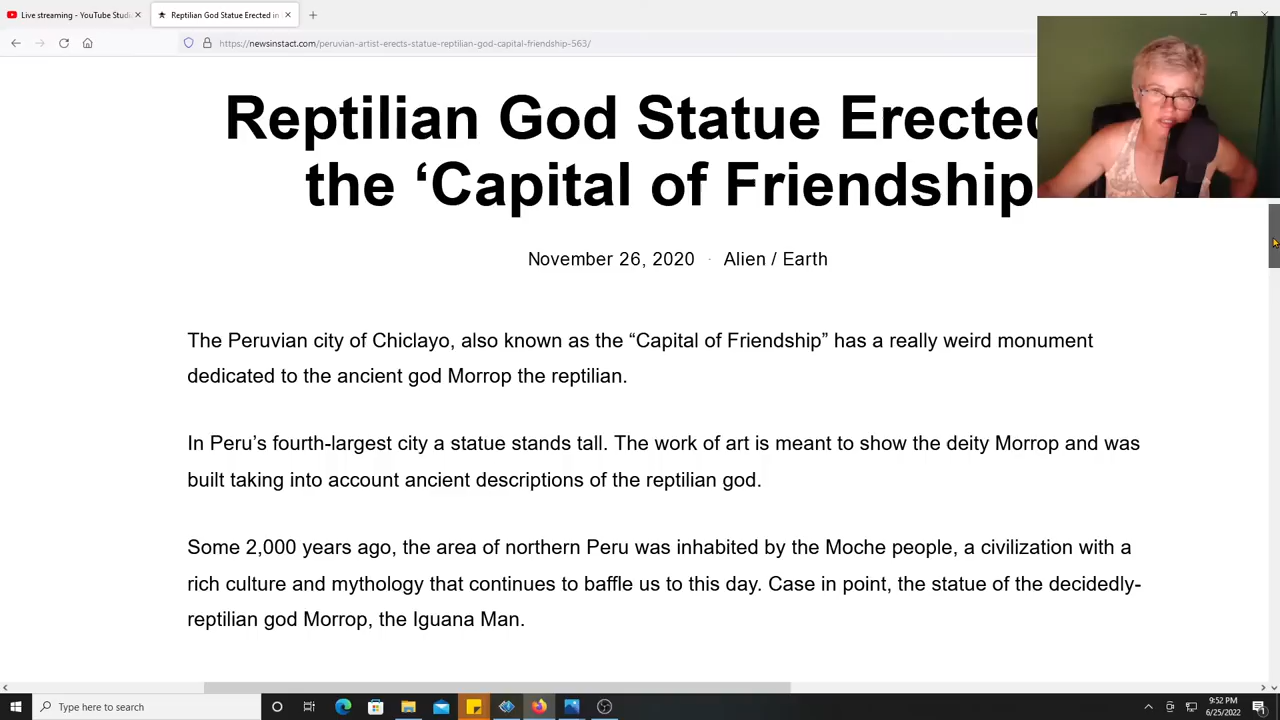 Live streaming - YouTube Studi
Reptilian God Statue Erected in
https://newsinstact.com/peruvian-artist-erects-statue-reptilian-god-capital-friendship-563/
Reptilian God Statue Erected
the ‘Capital of Friendship
November 26, 2020 · Alien / Earth
The Peruvian city of Chiclayo, also known as the “Capital of Friendship” has a really weird monument
dedicated to the ancient god Morrop the reptilian.
In Peru’s fourth-largest city a statue stands tall. The work of art is meant to show the deity Morrop and was
built taking into account ancient descriptions of the reptilian god.
Some 2,000 years ago, the area of northern Peru was inhabited by the Moche people, a civilization with a
rich culture and mythology that continues to baffle us to this day. Case in point, the statue of the decidedly-
reptilian god Morrop, the Iguana Man.
Type here to search
9:52 PM
6/25/2022